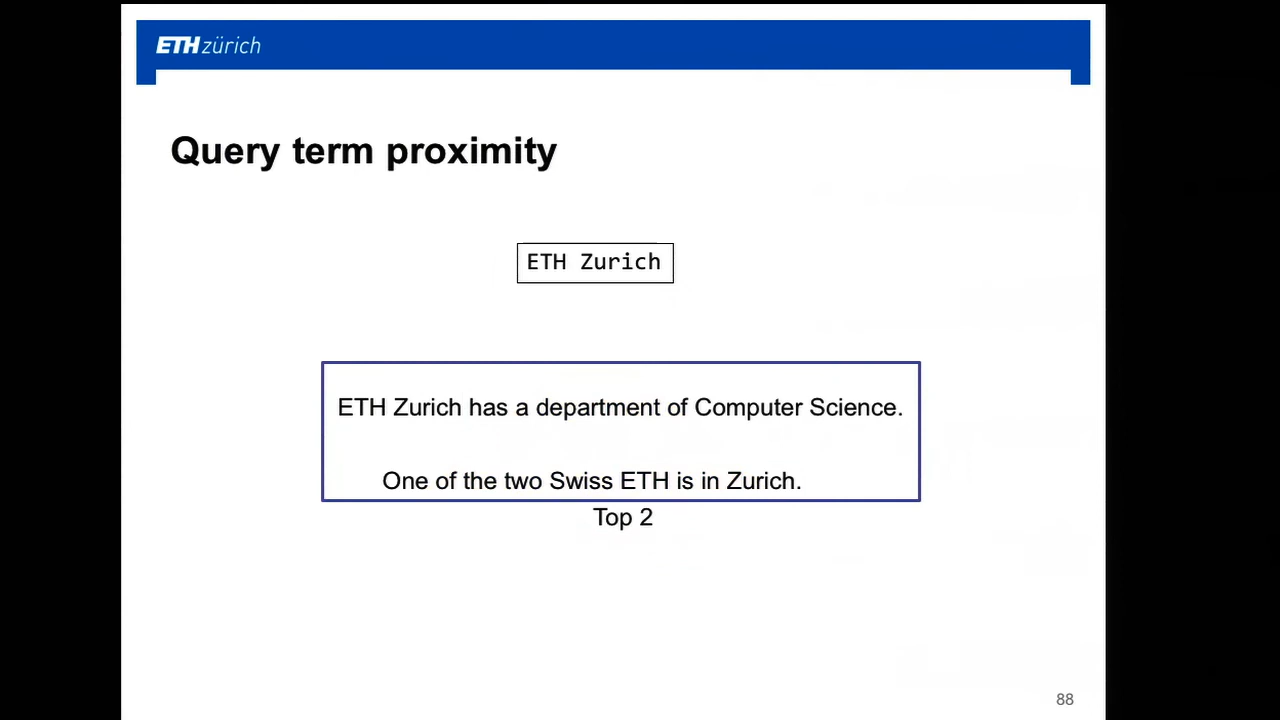 ETH zürich
Query term proximity
ETH Zurich
ETH Zurich has a department of Computer Science.
One of the two Swiss ETH is in Zurich.
Top 2
88